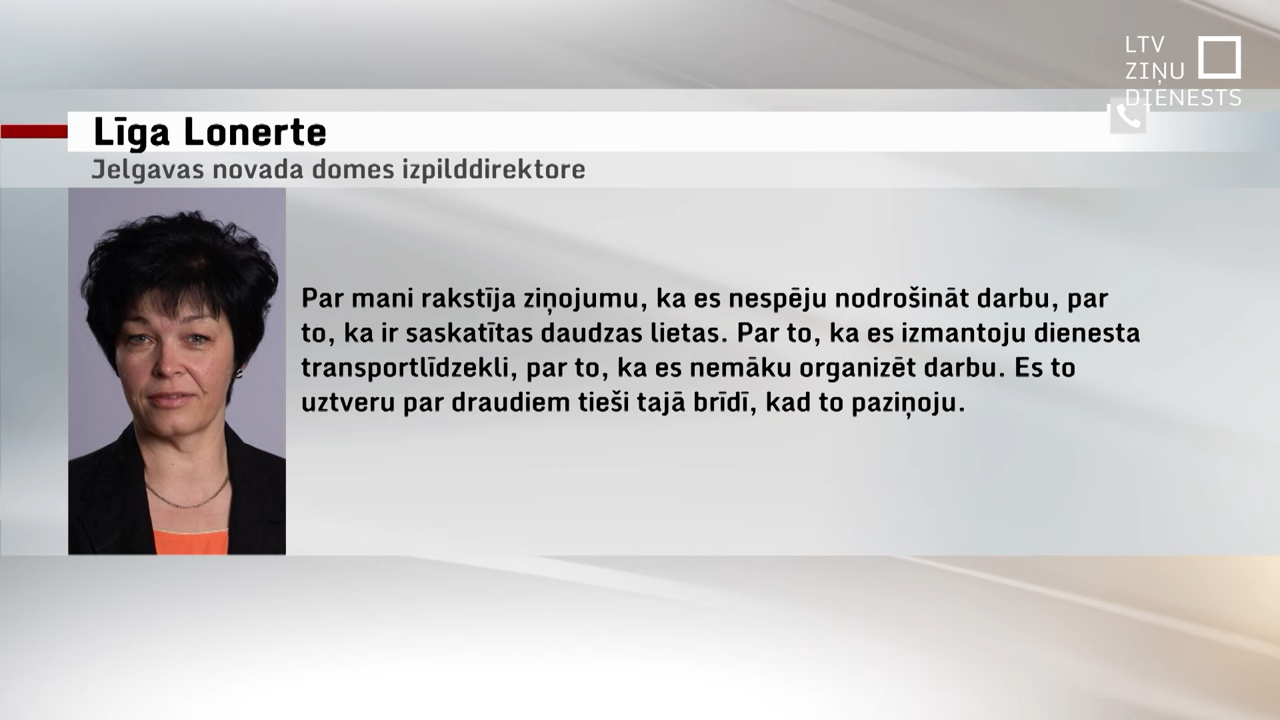 LTV
ZIŅU
DIENESTS
Līga Lonerte
Jelgavas novada domes izpilddirektore
Par mani rakstīja ziņojumu, ka es nespēju nodrošināt darbu, par
to, ka ir saskatītas daudzas lietas. Par to, ka es izmantoju dienesta
transportlīdzekli, par to, ka es nemāku organizēt darbu. Es to
uztveru par draudiem tieši tajā brīdī, kad to paziņoju.